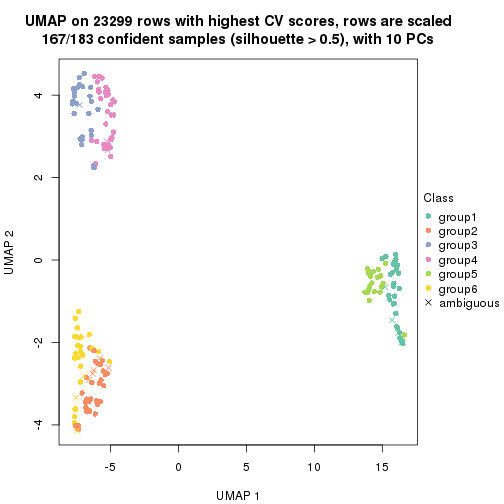 UMAP on 23299 rows with highest CV scores, rows are scaled
167/183 confident samples (silhouette > 0.5), with 10 PCs
4
2
0
-2
-4
UMAP 2
-5
0
5
10
15
UMAP 1
Class
group1
group2
group3
group4
group5
group6
ambiguous